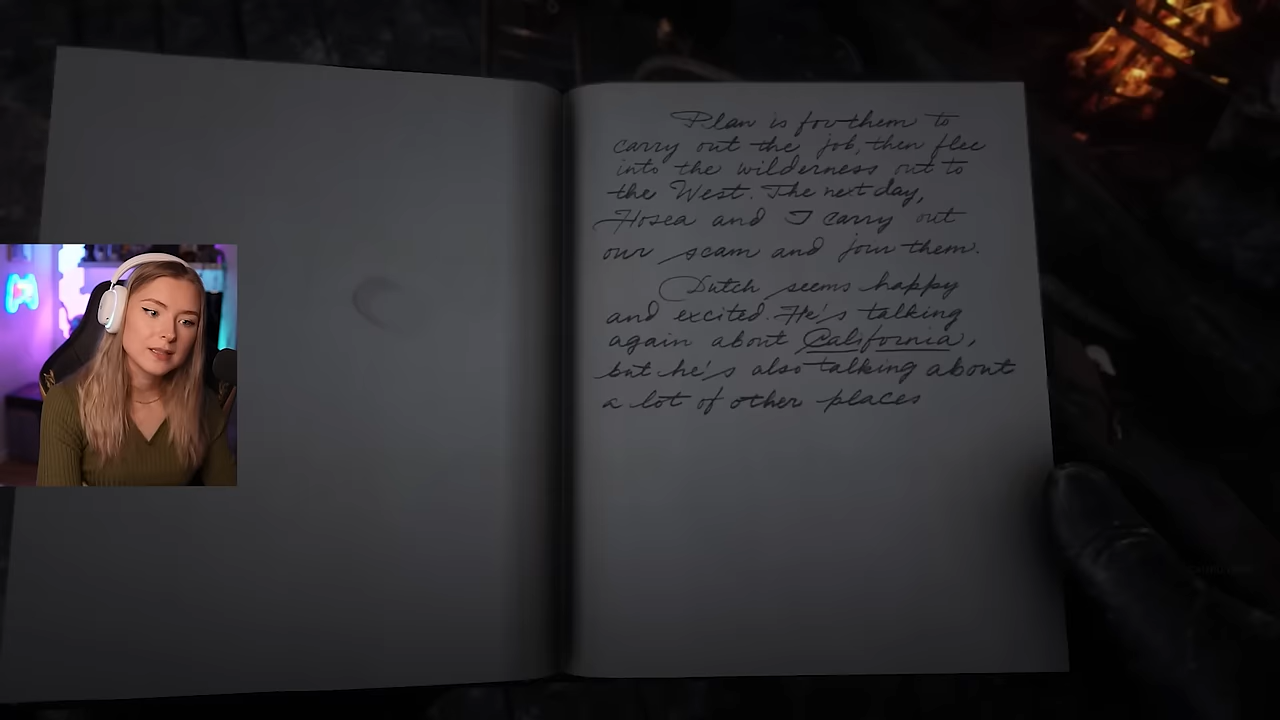 Plan is for them to
carry out the job, then flee
into the wilderness out to
the West. The next day,
Hosea and I carry out
our scam and join them.
Dutch seems happy
and excited. He's talking
again about California,
but he's also talking about
a lot of other places